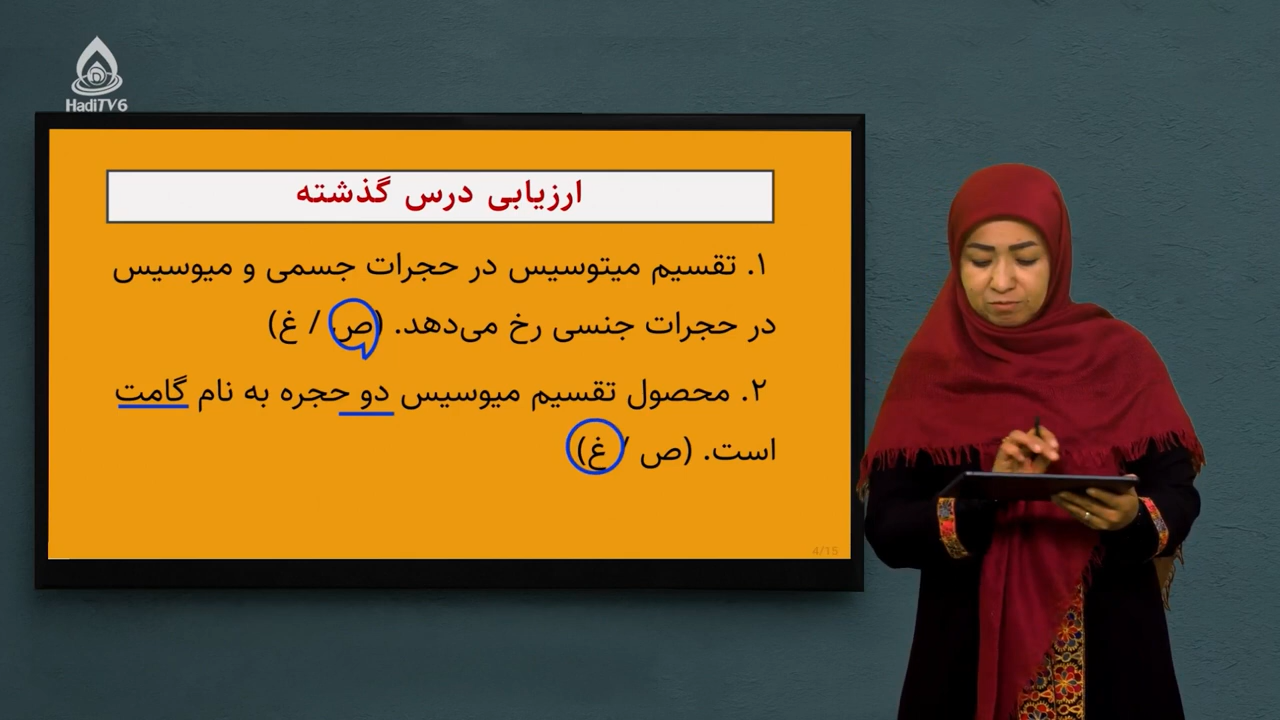 HadiTV6
ارزیابی درس گذشته
۱. تقسیم میتوسیس در حجرات جسمی و میوسیس
در حجرات جنسی رخ می‌دهد. (ص / غ)
۲. محصول تقسیم میوسیس دو حجره به نام گامت
است. (ص / غ)
4/15